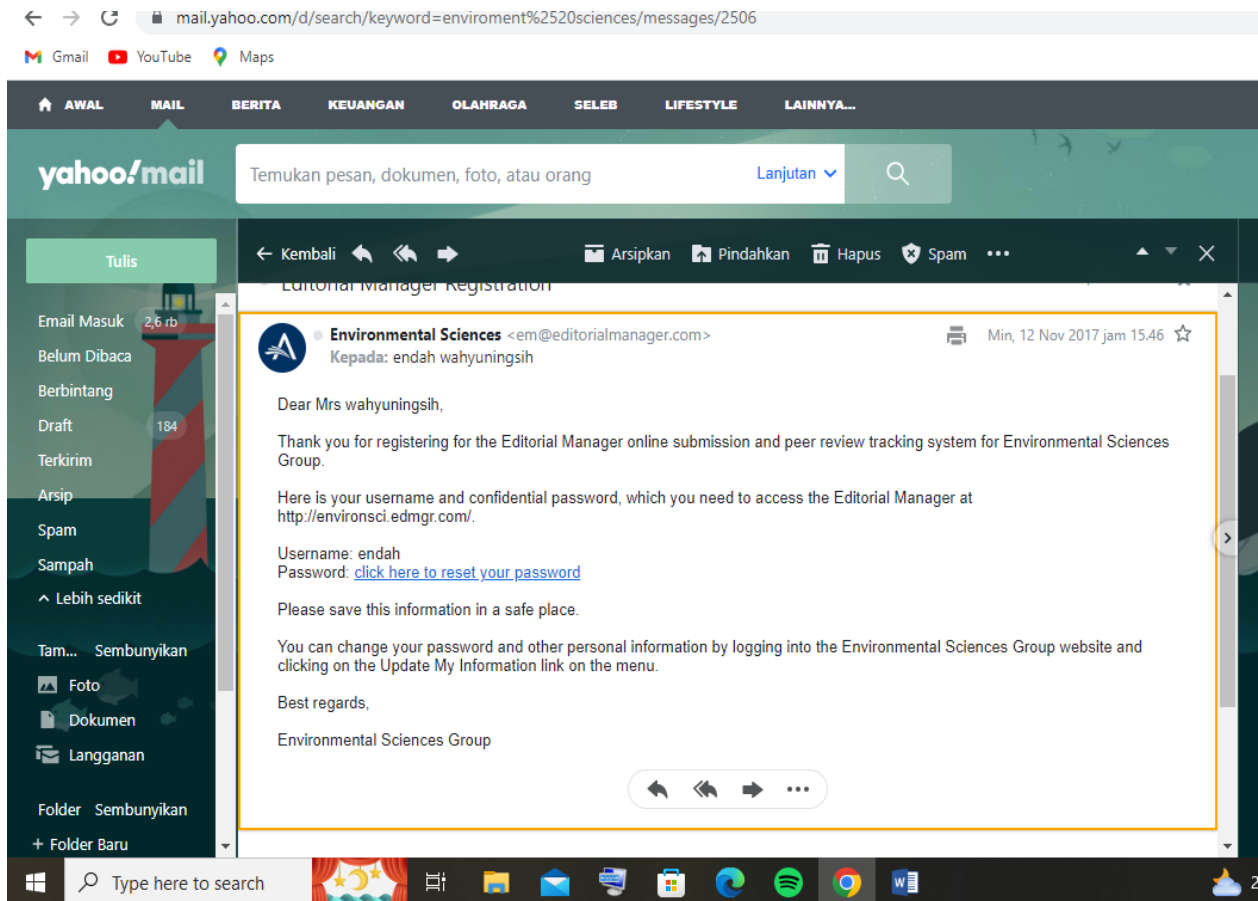 mail.yahoo.com/d/search/keyword=enviroment%2520sciences/messages/2506
Gmail YouTube Maps
AWAL MAIL BERITA KEUANGAN OLAHRAGA SELEB LIFESTYLE LAINNYA...
yahoo!mail
Temukan pesan, dokumen, foto, atau orang
Lanjutan
Tulis
Kembali
Arsipkan Pindahkan Hapus Spam
Editorial Manager Registration
Email Masuk 2,6 rb
Belum Dibaca
Berbintang
Draft 184
Terkirim
Arsip
Spam
Sampah
Lebih sedikit
Tam... Sembunyikan
Foto
Dokumen
Langganan
Folder Sembunyikan
+ Folder Baru
Environmental Sciences <em@editorialmanager.com>
Min, 12 Nov 2017 jam 15.46
Kepada: endah wahyuningsih
Dear Mrs wahyuningsih,
Thank you for registering for the Editorial Manager online submission and peer review tracking system for Environmental Sciences
Group.
Here is your username and confidential password, which you need to access the Editorial Manager at
http://environsci.edmgr.com/.
Username: endah
Password: click here to reset your password
Please save this information in a safe place.
You can change your password and other personal information by logging into the Environmental Sciences Group website and
clicking on the Update My Information link on the menu.
Best regards,
Environmental Sciences Group
Type here to search